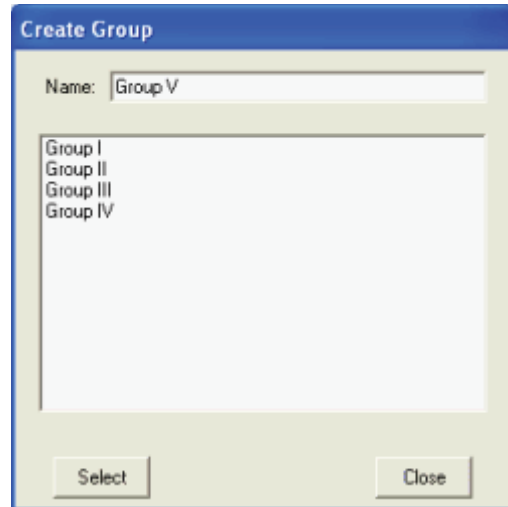 Create Group
Name: Group V
Group I
Group II
Group III
Group IV
Select Close